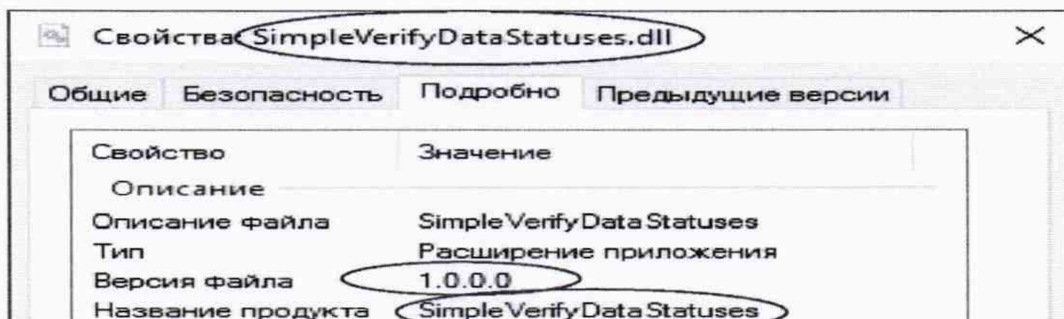 Свойства: SimpleVerifyDataStatuses.dll
Общие Безопасность Подробно Предыдущие версии
Свойство Значение
Описание
Описание файла SimpleVerifyDataStatuses
Тип Расширение приложения
Версия файла 1.0.0.0
Название продукта SimpleVerifyDataStatuses